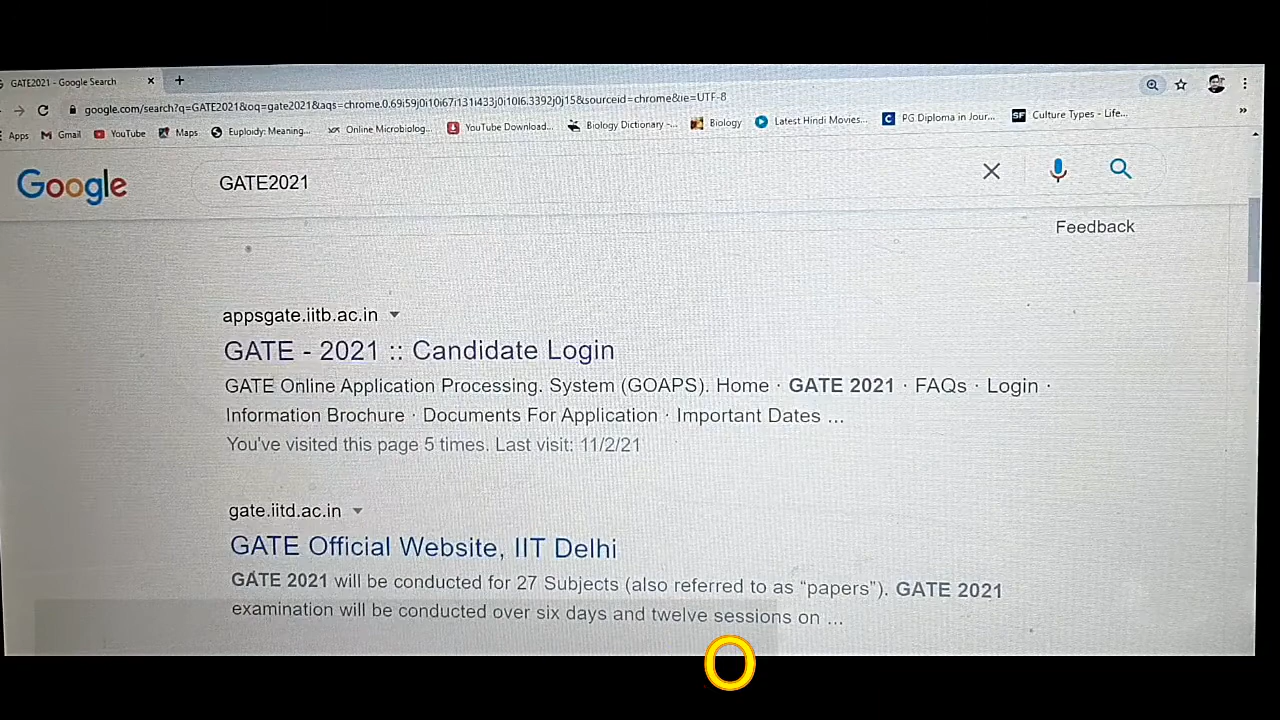 GATE2021 - Google Search
google.com/search?q=GATE2021&oq=gate2021&aqs=chrome.0.69i59j0i10i67i131i433j0i10l6.3392j0j15&sourceid=chrome&ie=UTF-8
Apps Gmail YouTube Maps Euploidy: Meaning... Online Microbiolog... YouTube Download... Biology Dictionary -... Biology Latest Hindi Movies... PG Diploma in Jour... SF Culture Types - Life... »
Google GATE2021
Feedback
appsgate.iitb.ac.in
GATE - 2021 :: Candidate Login
GATE Online Application Processing. System (GOAPS). Home · GATE 2021 · FAQs · Login ·
Information Brochure · Documents For Application · Important Dates ...
You've visited this page 5 times. Last visit: 11/2/21
gate.iitd.ac.in
GATE Official Website, IIT Delhi
GATE 2021 will be conducted for 27 Subjects (also referred to as “papers”). GATE 2021
examination will be conducted over six days and twelve sessions on ...
O